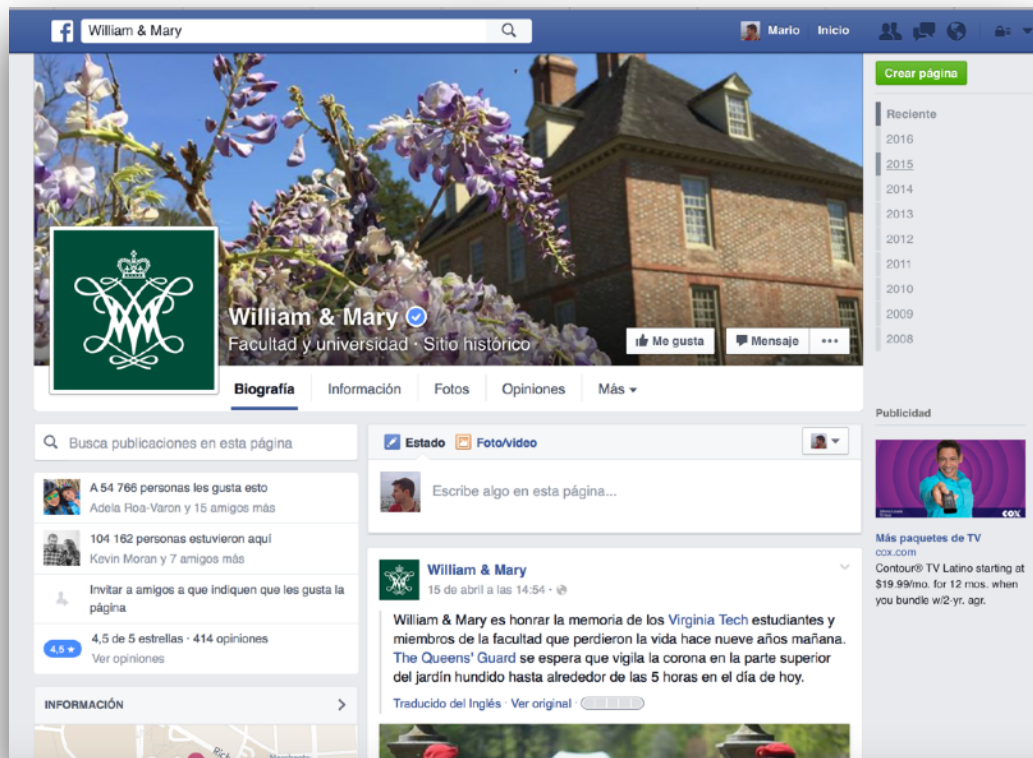 William & Mary
Mario Inicio
Crear página
Reciente
2016
2015
2014
2013
2012
2011
2010
2009
2008
William & Mary
Facultad y universidad · Sitio histórico
Me gusta
Mensaje
Biografía Información Fotos Opiniones Más
Busca publicaciones en esta página
A 54 766 personas les gusta esto
Adela Roa-Varon y 15 amigos más
104 162 personas estuvieron aquí
Kevin Moran y 7 amigos más
Invitar a amigos a que indiquen que les gusta la
página
4,5
4,5 de 5 estrellas · 414 opiniones
Ver opiniones
INFORMACIÓN
Estado Foto/video
Escribe algo en esta página...
William & Mary
15 de abril a las 14:54 ·
William & Mary es honrar la memoria de los Virginia Tech estudiantes y
miembros de la facultad que perdieron la vida hace nueve años mañana.
The Queens' Guard se espera que vigila la corona en la parte superior
del jardín hundido hasta alrededor de las 5 horas en el día de hoy.
Traducido del Inglés · Ver original ·
Publicidad
COX
Más paquetes de TV
cox.com
Contour® TV Latino starting at
$19.99/mo. for 12 mos. when
you bundle w/2-yr. agr.